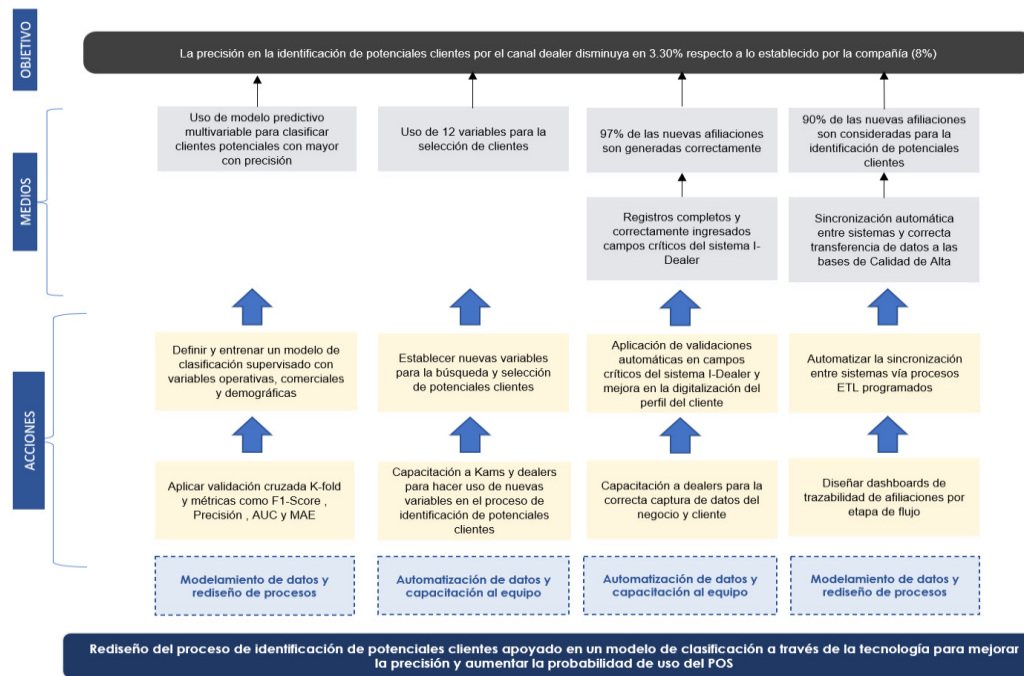 OBJETIVO
La precisión en la identificación de potenciales clientes por el canal dealer disminuya en 3.30% respecto a lo establecido por la compañía (8%)
MEDIOS
Uso de modelo predictivo
multivariable para clasificar
clientes potenciales con mayor
con precisión
Uso de 12 variables para la
selección de clientes
97% de las nuevas afiliaciones
son generadas correctamente
90% de las nuevas afiliaciones
son consideradas para la
identificación de potenciales
clientes
Registros completos y
correctamente ingresados
campos críticos del sistema I-
Dealer
Sincronización automática
entre sistemas y correcta
transferencia de datos a las
bases de Calidad de Alta
ACCIONES
Definir y entrenar un modelo de
clasificación supervisado con
variables operativas, comerciales
y demográficas
Establecer nuevas variables
para la búsqueda y selección
de potenciales clientes
Aplicación de validaciones
automáticas en campos
críticos del sistema I-Dealer y
mejora en la digitalización del
perfil del cliente
Automatizar la sincronización
entre sistemas vía procesos
ETL programados
Aplicar validación cruzada K-fold
y métricas como F1-Score ,
Precisión , AUC y MAE
Capacitación a Kams y dealers
para hacer uso de nuevas
variables en el proceso de
identificación de potenciales
clientes
Capacitación a dealers para la
correcta captura de datos del
negocio y cliente
Diseñar dashboards de
trazabilidad de afiliaciones por
etapa de flujo
Modelamiento de datos y
rediseño de procesos
Automatización de datos y
capacitación al equipo
Automatización de datos y
capacitación al equipo
Modelamiento de datos y
rediseño de procesos
Rediseño del proceso de identificación de potenciales clientes apoyado en un modelo de clasificación a través de la tecnología para mejorar
la precisión y aumentar la probabilidad de uso del POS